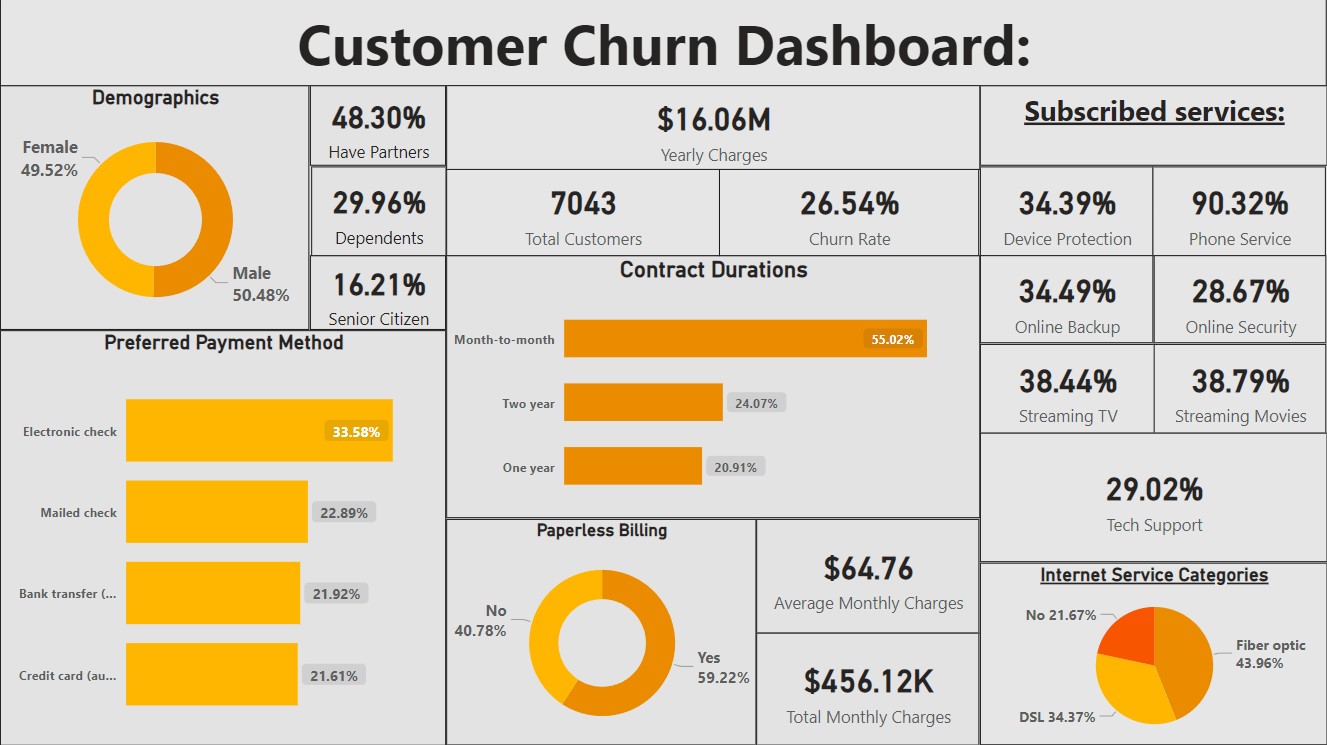 Customer Churn Dashboard:
Demographics
Female
49.52%
Male
50.48%
48.30%
Have Partners
29.96%
Dependents
16.21%
Senior Citizen
$16.06M
Yearly Charges
7043
Total Customers
26.54%
Churn Rate
Subscribed services:
34.39%
Device Protection
90.32%
Phone Service
34.49%
Online Backup
28.67%
Online Security
38.44%
Streaming TV
38.79%
Streaming Movies
29.02%
Tech Support
Contract Durations
Month-to-month
55.02%
Two year
24.07%
One year
20.91%
Preferred Payment Method
Electronic check
33.58%
Mailed check
22.89%
Bank transfer (...
21.92%
Credit card (au...
21.61%
Paperless Billing
No
40.78%
Yes
59.22%
$64.76
Average Monthly Charges
$456.12K
Total Monthly Charges
Internet Service Categories
No 21.67%
Fiber optic
43.96%
DSL 34.37%